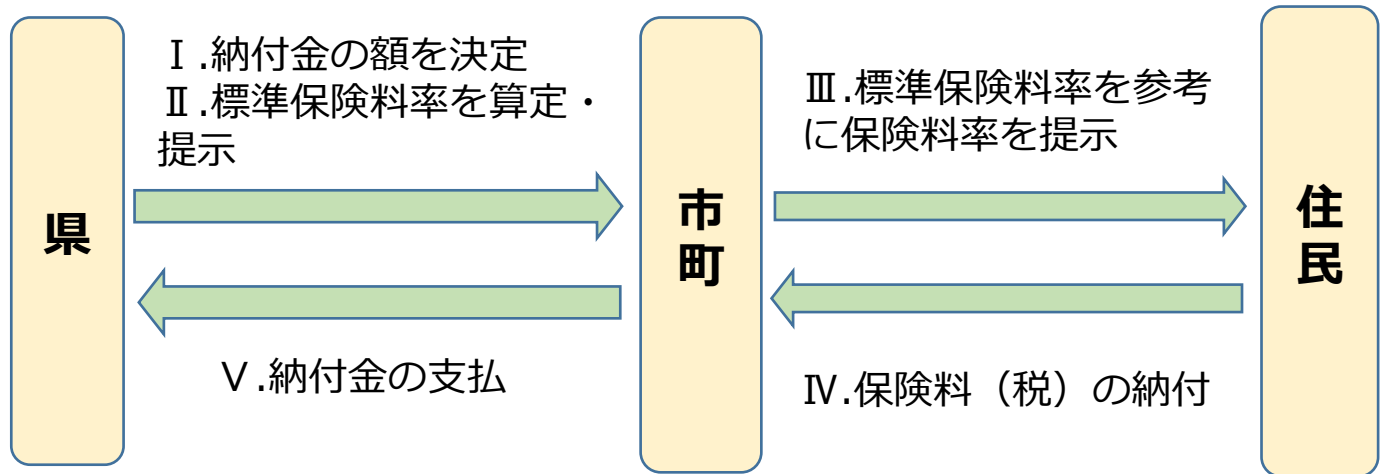 県
Ⅰ.納付金の額を決定
Ⅱ.標準保険料率を算定・
提示
市
町
Ⅲ.標準保険料率を参考
に保険料率を提示
住
民
Ⅴ.納付金の支払
Ⅳ.保険料（税）の納付